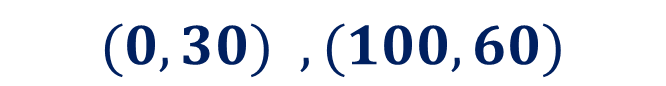 (0, 30) , (100, 60)